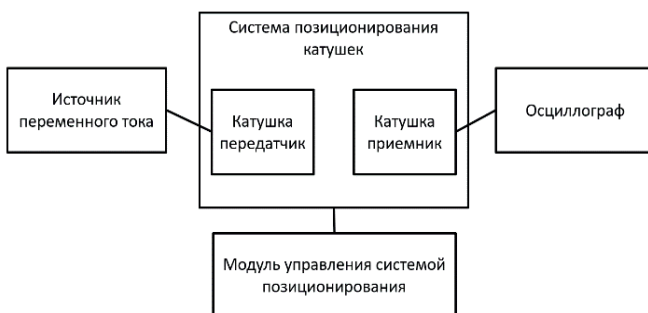 Система позиционирования
катушек
Источник
переменного тока
Катушка
передатчик
Катушка
приемник
Осциллограф
Модуль управления системой
позиционирования